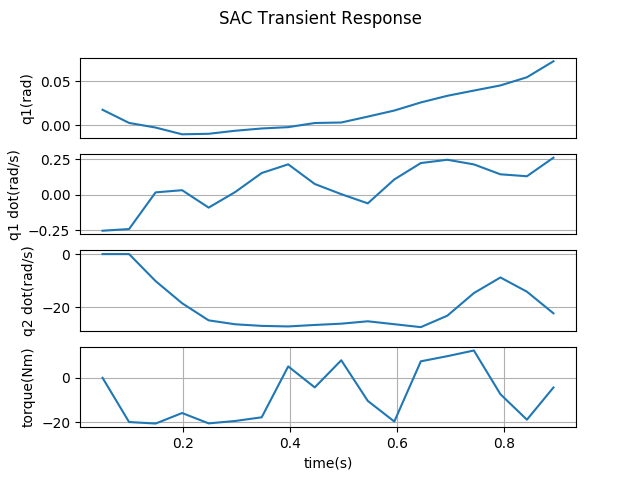 SAC Transient Response
q1(rad)
0.05
0.00
q1 dot(rad/s)
0.25
0.00
−0.25
q2 dot(rad/s)
0
−20
torque(Nm)
0
−20
0.2 0.4 0.6 0.8
time(s)